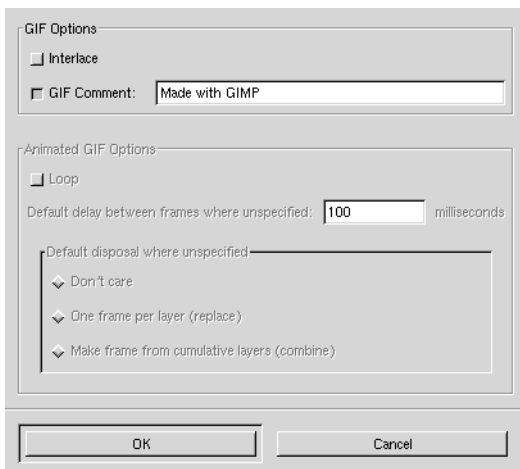 GIF Options
Interlace
GIF Comment: Made with GIMP
Animated GIF Options
Loop
Default delay between frames where unspecified: 100 milliseconds
Default disposal where unspecified
Don't care
One frame per layer (replace)
Make frame from cumulative layers (combine)
OK Cancel